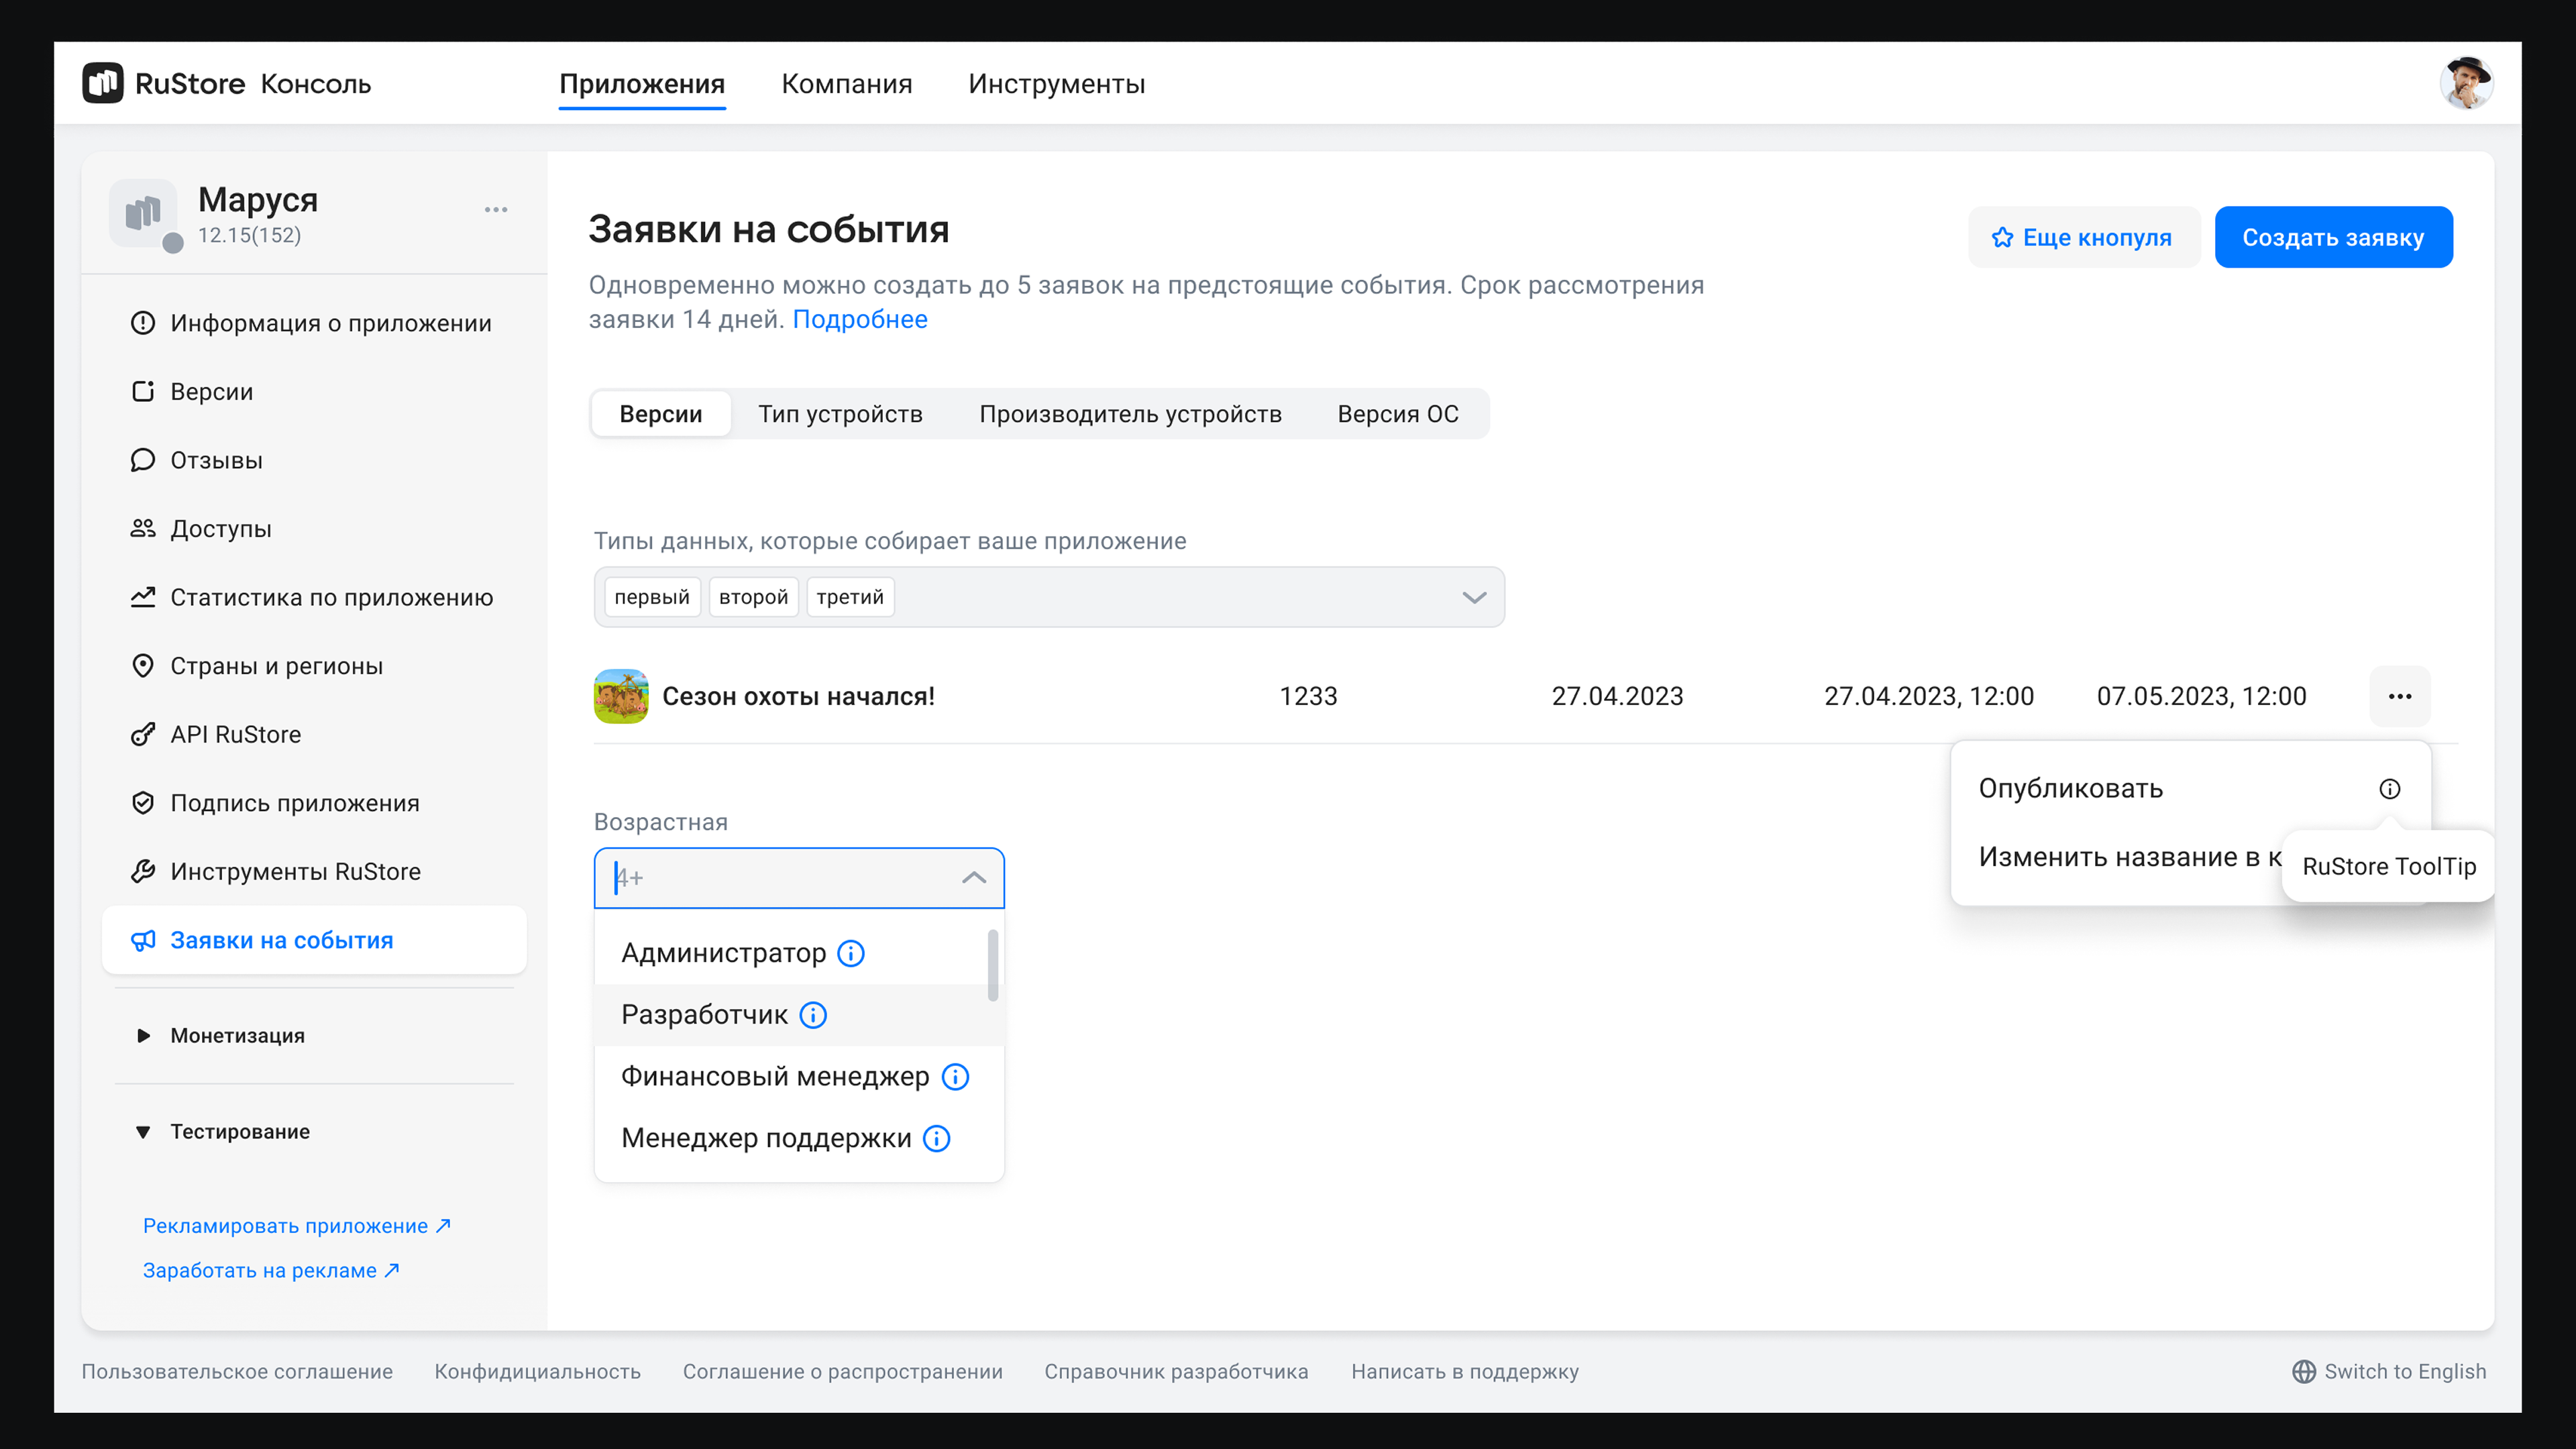 RuStore Консоль
Приложения
Компания
Инструменты
Маруся
12.15(152)
Информация о приложении
Версии
Отзывы
Доступы
Статистика по приложению
Страны и регионы
API RuStore
Подпись приложения
Инструменты RuStore
Заявки на события
Монетизация
Тестирование
Рекламировать приложение
Заработать на рекламе
Заявки на события
Еще кнопуля
Создать заявку
Одновременно можно создать до 5 заявок на предстоящие события. Срок рассмотрения
заявки 14 дней. Подробнее
Версии
Тип устройств
Производитель устройств
Версия ОС
Типы данных, которые собирает ваше приложение
первый
второй
третий
Сезон охоты начался!
1233
27.04.2023
27.04.2023, 12:00
07.05.2023, 12:00
Опубликовать
Изменить название в к
RuStore ToolTip
Возрастная
4+
Администратор
Разработчик
Финансовый менеджер
Менеджер поддержки
Пользовательское соглашение
Конфидициальность
Соглашение о распространении
Справочник разработчика
Написать в поддержку
Switch to English